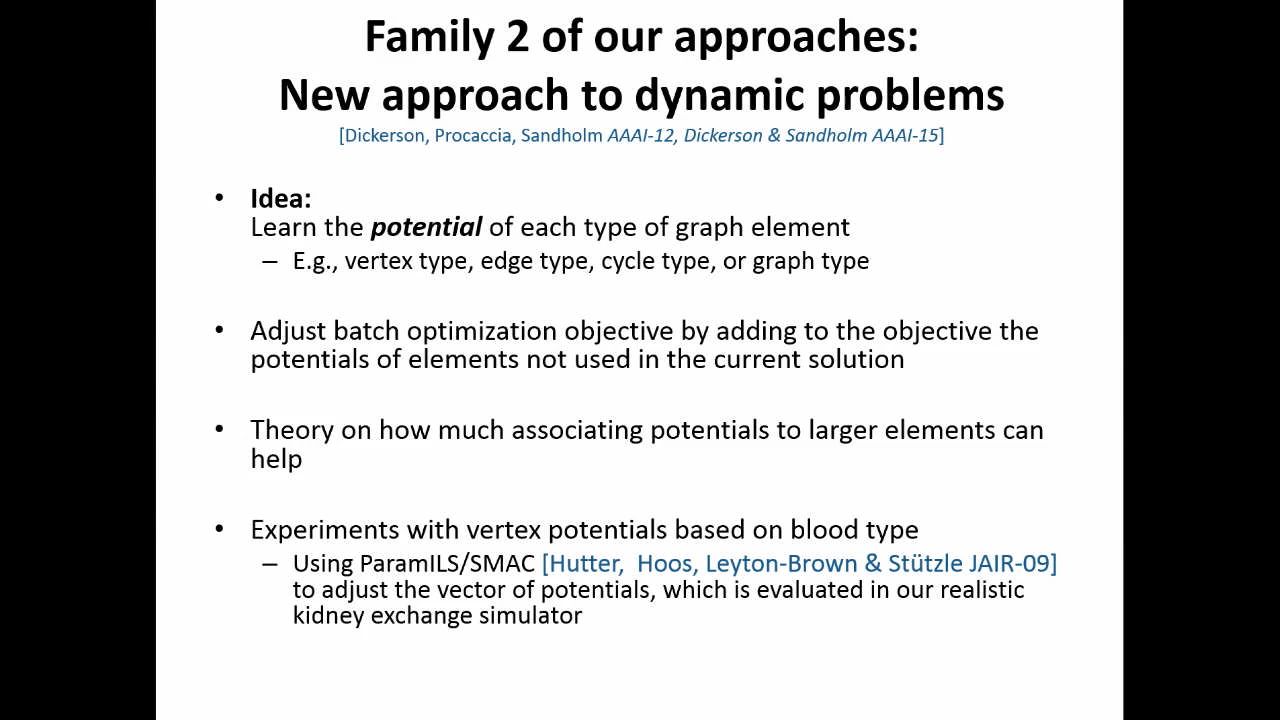 Family 2 of our approaches:
New approach to dynamic problems
[Dickerson, Procaccia, Sandholm AAAI-12, Dickerson & Sandholm AAAI-15]
• Idea:
Learn the potential of each type of graph element
– E.g., vertex type, edge type, cycle type, or graph type
• Adjust batch optimization objective by adding to the objective the
potentials of elements not used in the current solution
• Theory on how much associating potentials to larger elements can
help
• Experiments with vertex potentials based on blood type
– Using ParamILS/SMAC [Hutter, Hoos, Leyton-Brown & Stützle JAIR-09]
to adjust the vector of potentials, which is evaluated in our realistic
kidney exchange simulator